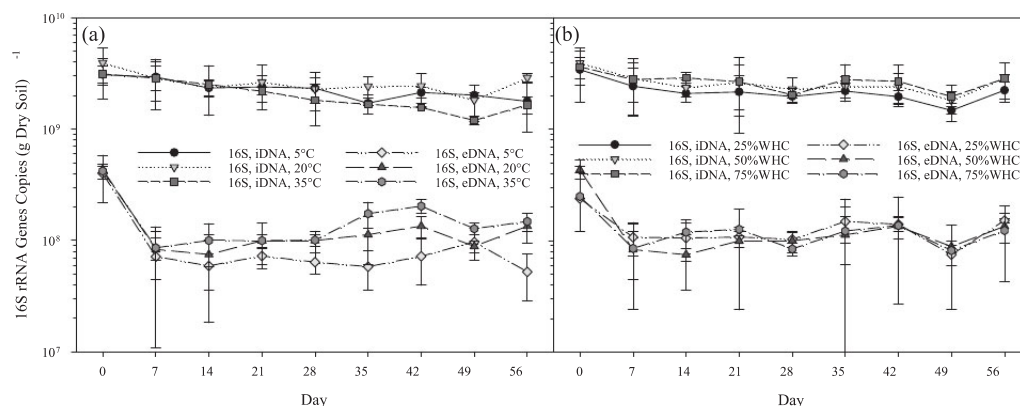 16S rRNA Genes Copies (g Dry Soil) -1
10^10
10^9
10^8
10^7
(a)
16S, iDNA, 5°C
16S, iDNA, 20°C
16S, iDNA, 35°C
16S, eDNA, 5°C
16S, eDNA, 20°C
16S, eDNA, 35°C
0 7 14 21 28 35 42 49 56
Day
(b)
16S, iDNA, 25%WHC
16S, iDNA, 50%WHC
16S, iDNA, 75%WHC
16S, eDNA, 25%WHC
16S, eDNA, 50%WHC
16S, eDNA, 75%WHC
0 7 14 21 28 35 42 49 56
Day